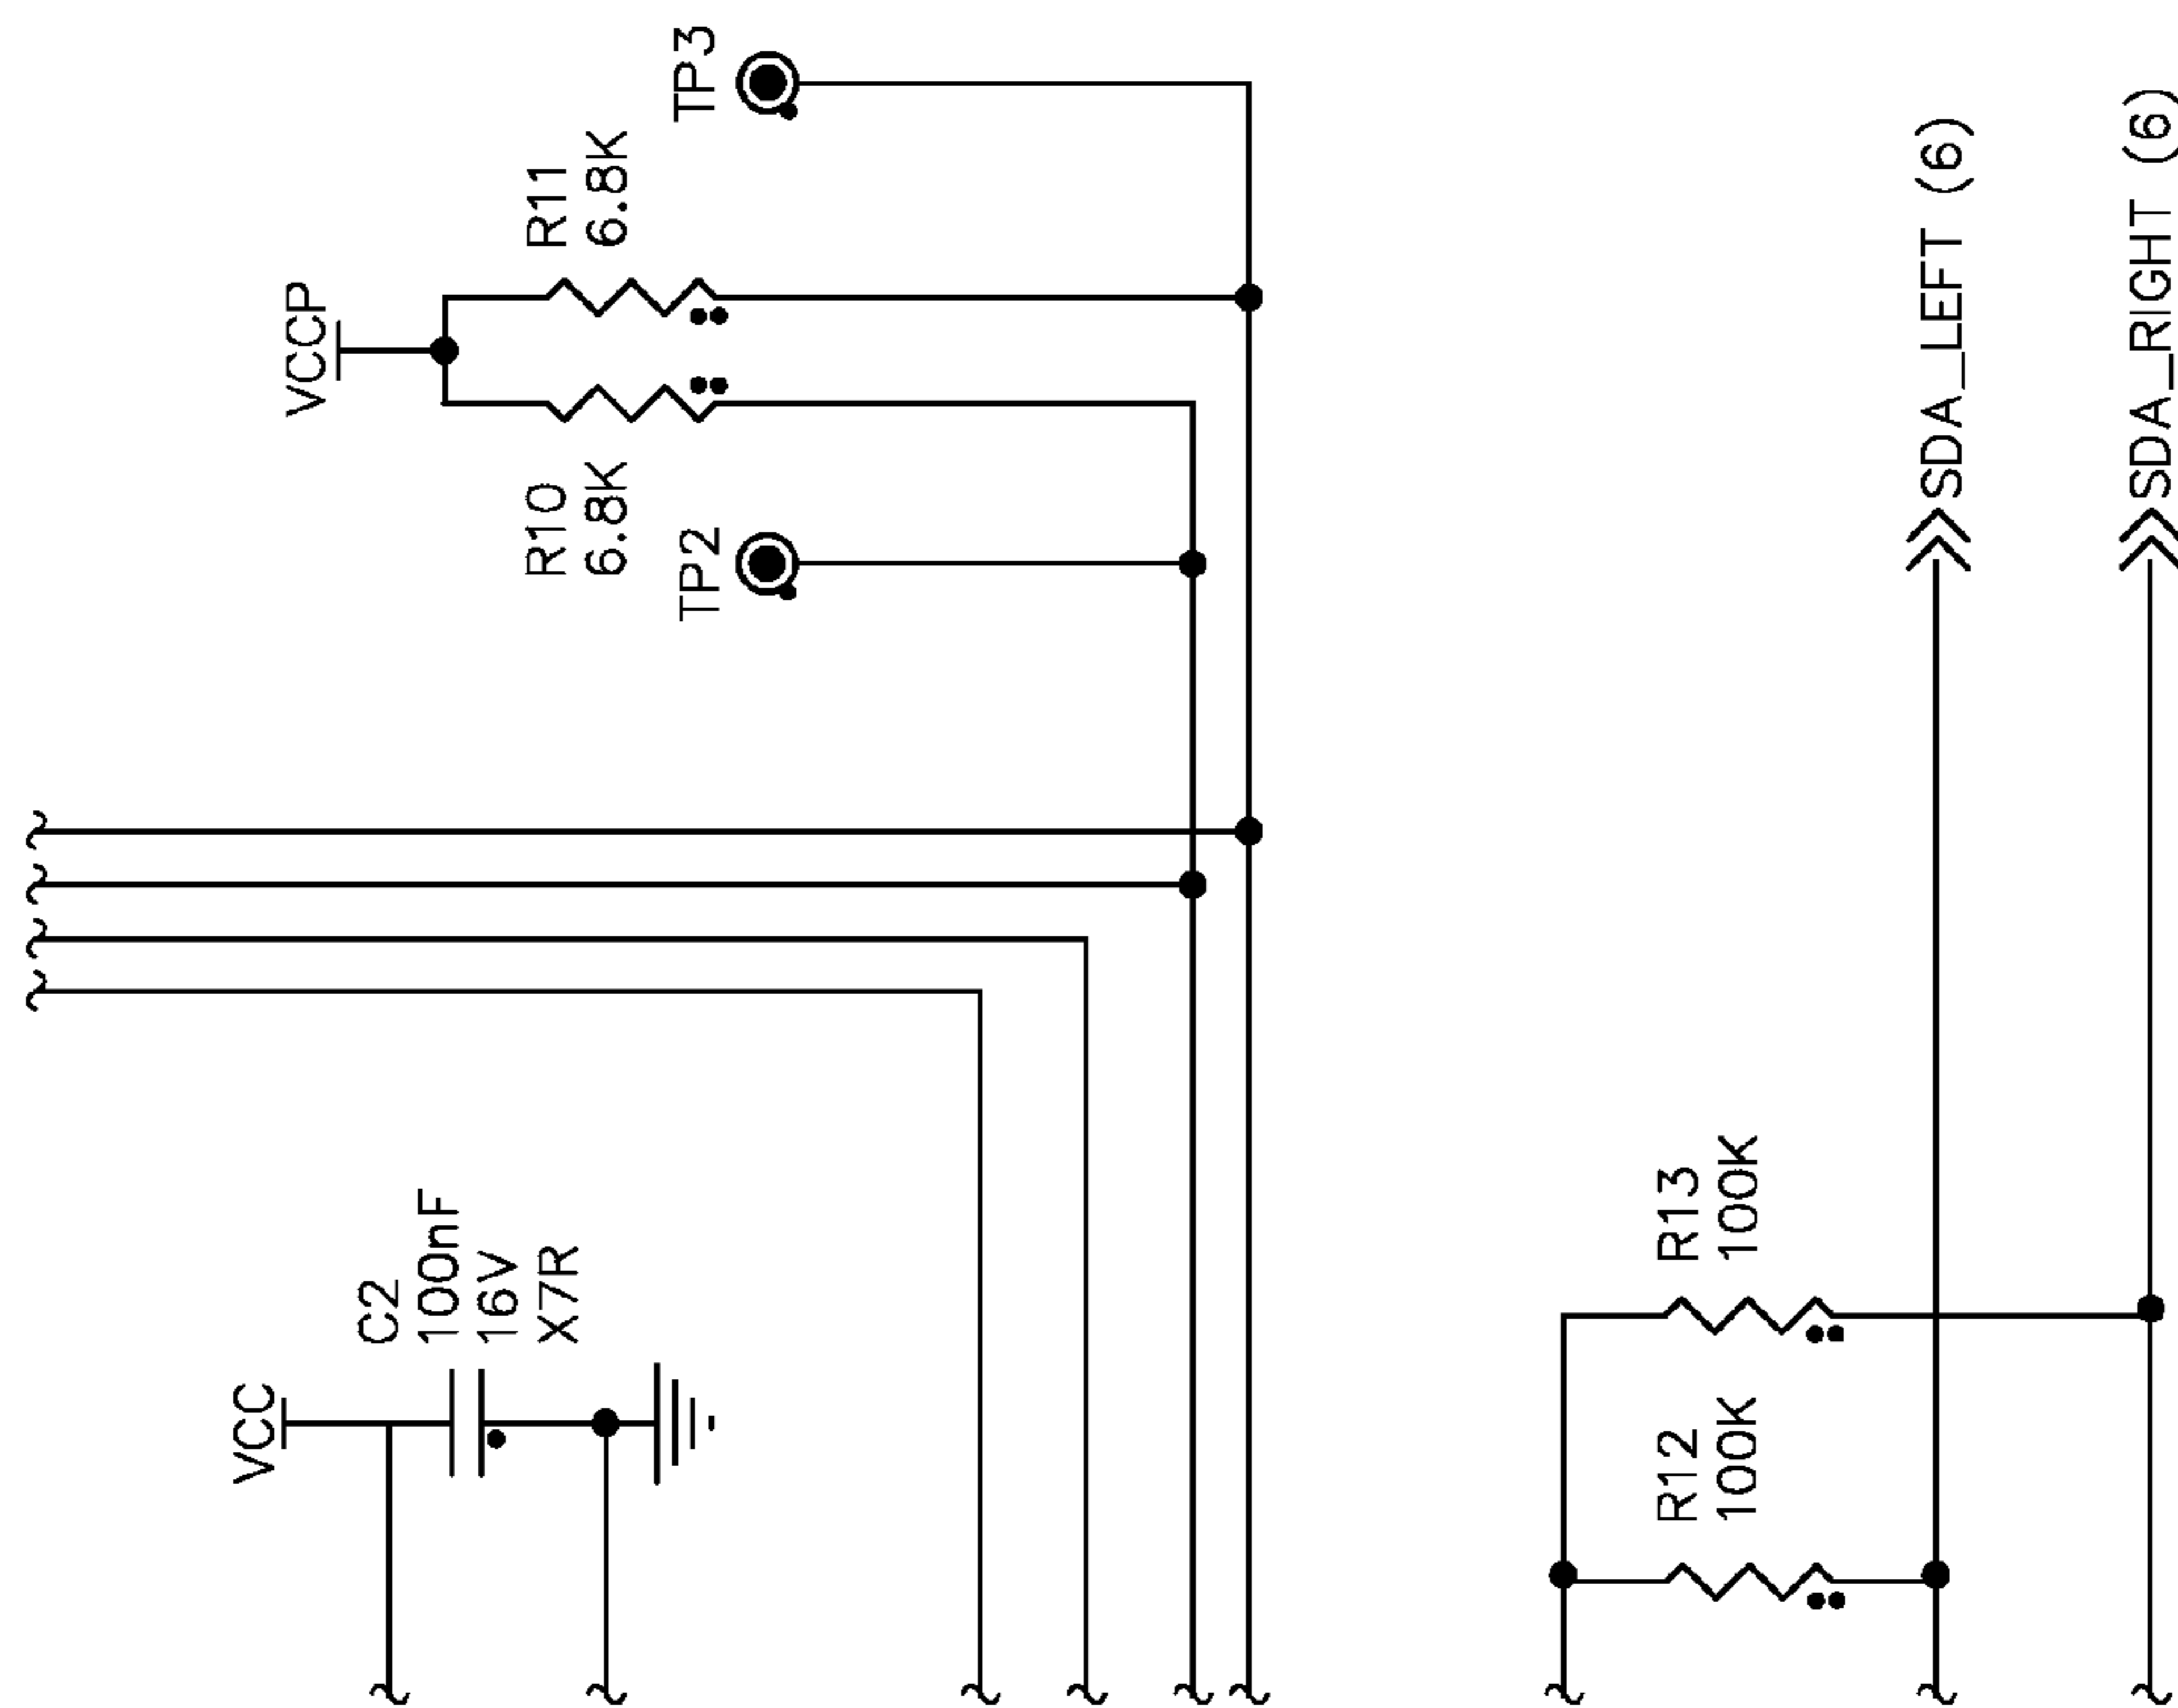 TP3
R11
6.8K
VCCP
R10
6.8K
TP2
SDA_LEFT (6)
SDA_RIGHT (6)
VCC
C2
100nF
16V
X7R
R13
100K
R12
100K